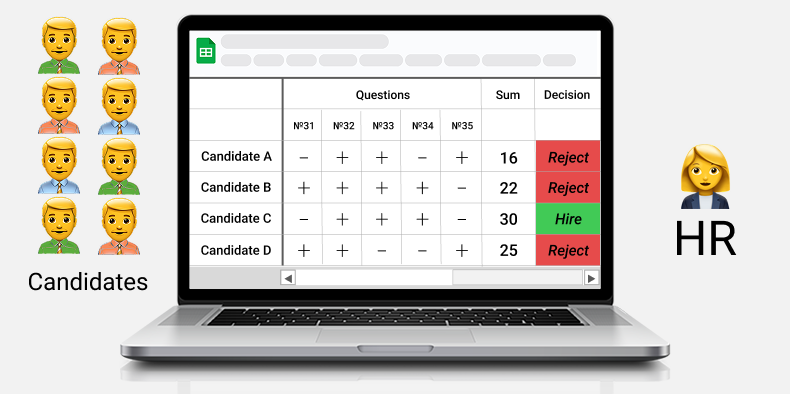 Questions Sum Decision
№31 №32 №33 №34 №35
Candidate A − + + − + 16 Reject
Candidate B + + + + − 22 Reject
Candidate C − + + + − 30 Hire
Candidate D + + − − + 25 Reject
Candidates
HR